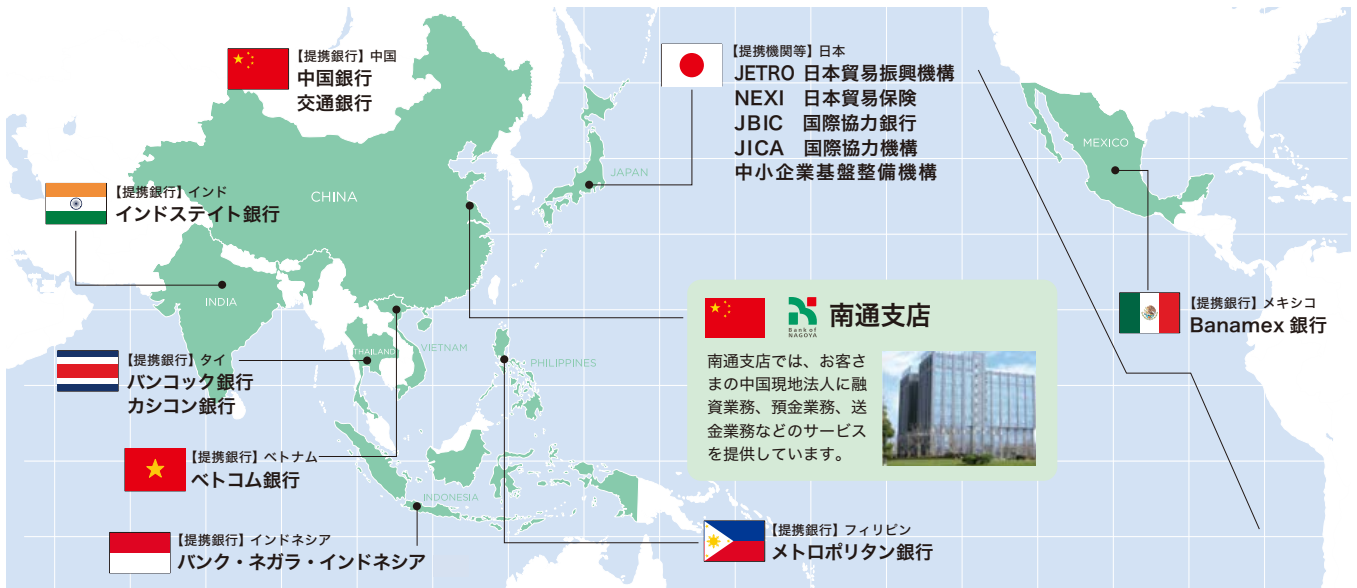 【提携銀行】中国
中国銀行
交通銀行
【提携機関等】日本
JETRO 日本貿易振興機構
NEXI 日本貿易保険
JBIC 国際協力銀行
JICA 国際協力機構
中小企業基盤整備機構
MEXICO
JAPAN
CHINA
【提携銀行】インド
インドステイト銀行
INDIA
【提携銀行】メキシコ
Banamex 銀行
Bank of
NAGOYA
南通支店
南通支店では、お客さ
まの中国現地法人に融
資業務、預金業務、送
金業務などのサービス
を提供しています。
THAILAND
VIETNAM
PHILIPPINES
【提携銀行】タイ
バンコック銀行
カシコン銀行
【提携銀行】ベトナム
ベトコム銀行
INDONESIA
【提携銀行】インドネシア
バンク・ネガラ・インドネシア
【提携銀行】フィリピン
メトロポリタン銀行